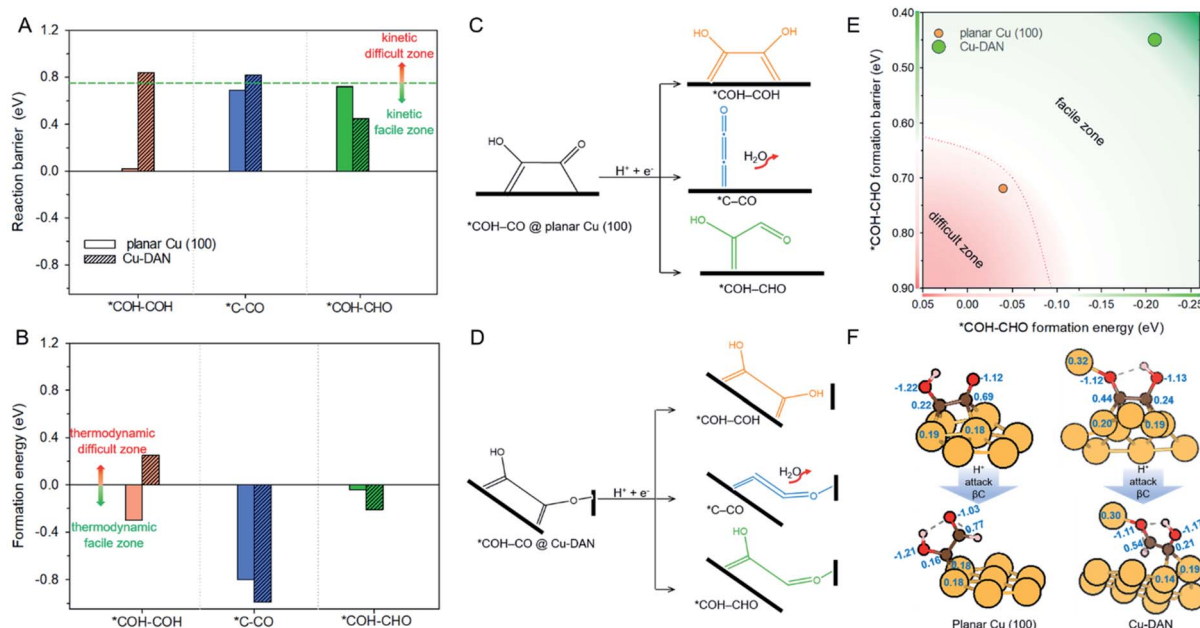 A
kinetic difficult zone
kinetic facile zone
Reaction barrier (eV)
1.2
0.8
0.4
0.0
-0.4
-0.8
planar Cu (100)
Cu-DAN
*COH-COH
*C-CO
*COH-CHO
B
thermodynamic difficult zone
thermodynamic facile zone
Formation energy (eV)
0.4
0.0
-0.4
-0.8
*COH-COH
*C-CO
*COH-CHO
C
HO
O
*COH–CO @ planar Cu (100)
H⁺ + e⁻
HO
OH
*COH–COH
O
H₂O
*C–CO
HO
O
*COH–CHO
D
HO
O
*COH–CO @ Cu-DAN
H⁺ + e⁻
HO
OH
*COH–COH
H₂O
O
*C–CO
HO
O
*COH–CHO
E
planar Cu (100)
Cu-DAN
facile zone
difficult zone
*COH-CHO formation barrier (eV)
0.40
0.50
0.60
0.70
0.80
0.90
0.05
0.00
-0.05
-0.10
-0.15
-0.20
-0.25
*COH-CHO formation energy (eV)
F
-1.22
-1.12
0.22
0.69
0.19
0.18
H⁺
attack
βC
-1.03
0.77
-1.21
0.16
0.18
0.18
Planar Cu (100)
0.32
-1.12
-1.13
0.44
0.24
0.20
0.19
H⁺
attack
βC
0.30
-1.11
0.54
0.21
0.19
0.14
Cu-DAN